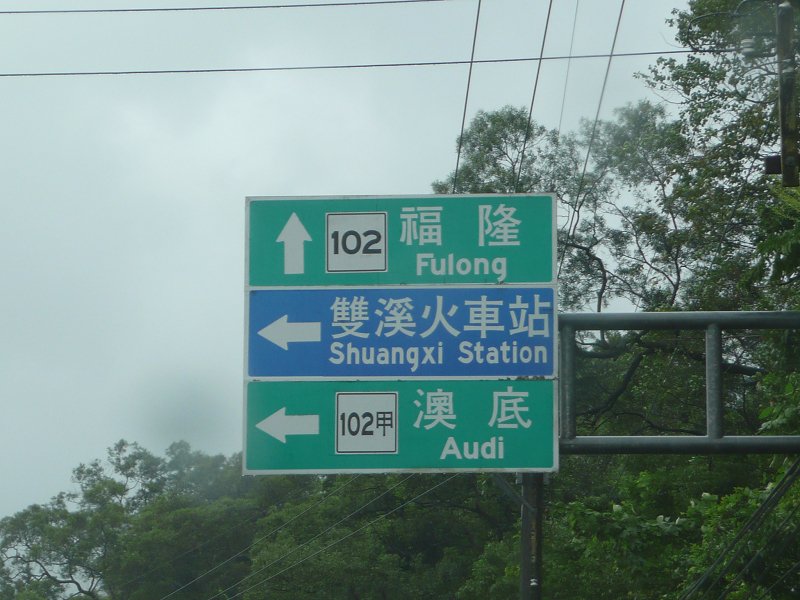 102 福隆
Fulong
雙溪火車站
Shuangxi Station
102甲 澳底
Audi